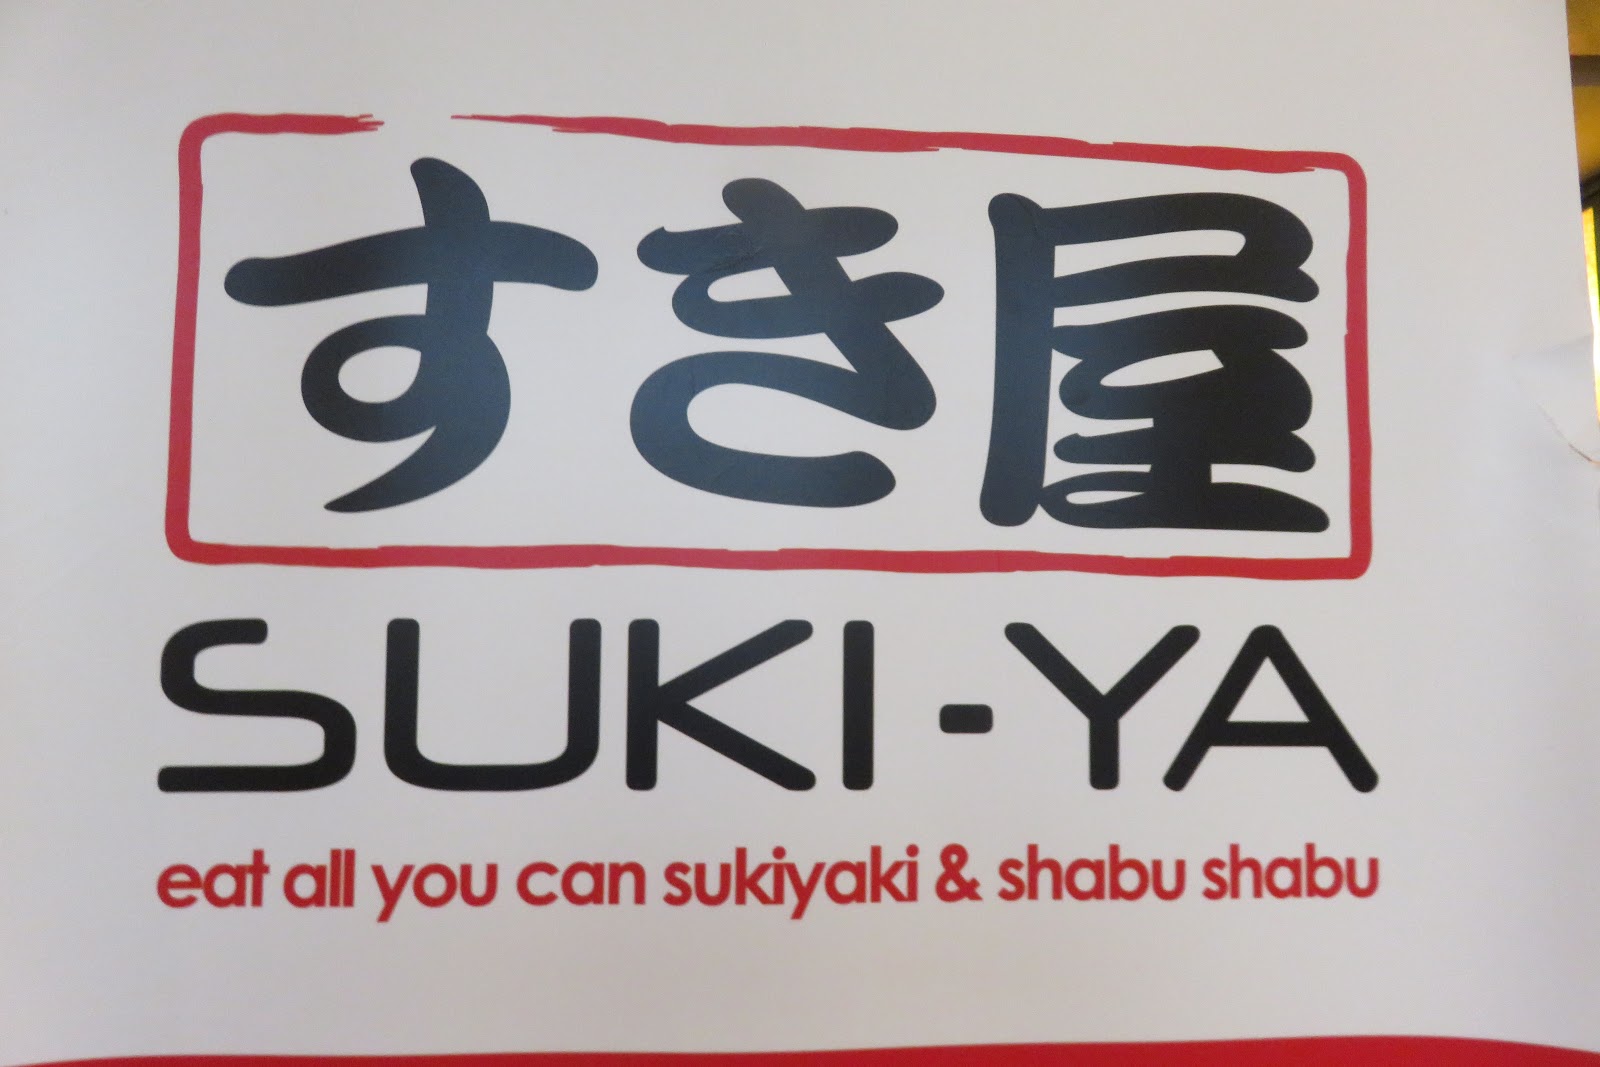 すき屋
SUKI-YA
eat all you can sukiyaki & shabu shabu